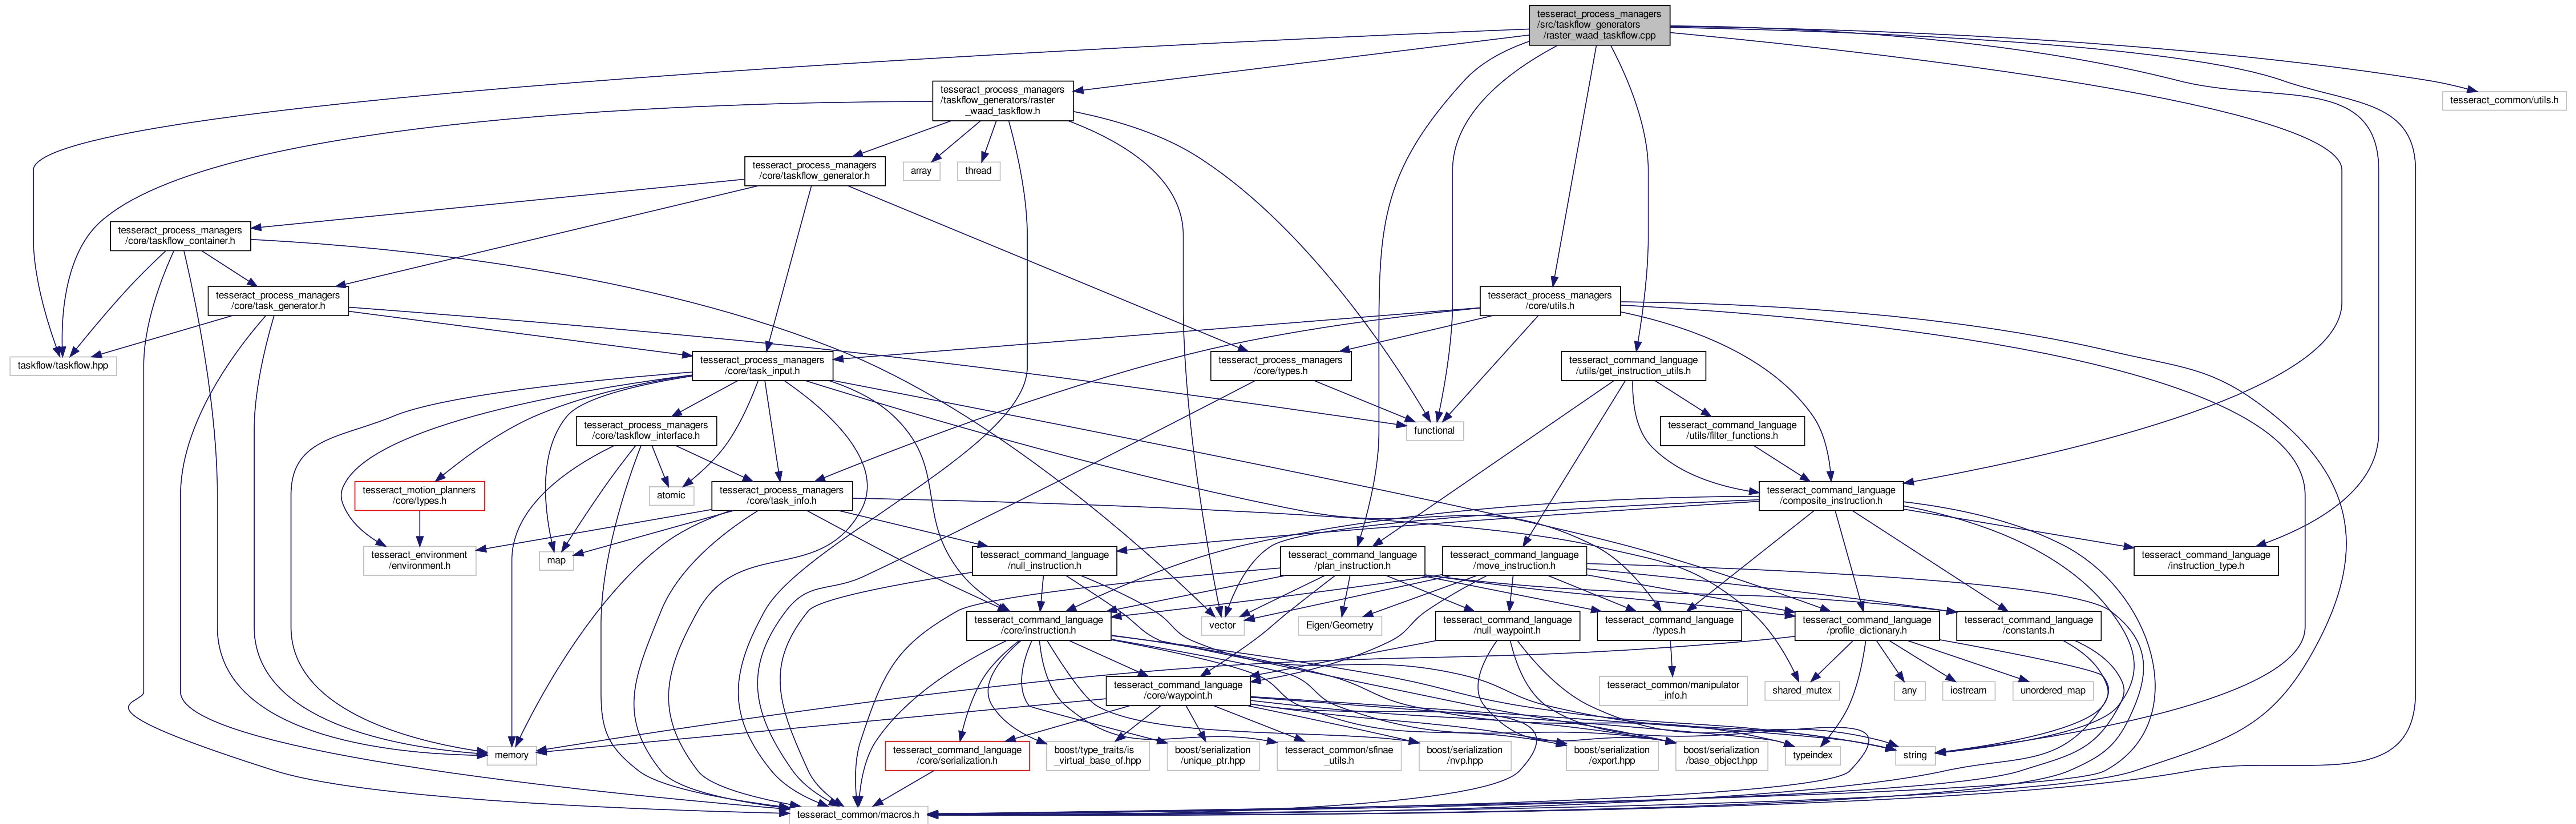 tesseract_process_managers
/src/taskflow_generators
/raster_waad_taskflow.cpp
tesseract_process_managers
/taskflow_generators/raster
_waad_taskflow.h
tesseract_common/utils.h
tesseract_process_managers
/core/taskflow_generator.h
array
thread
tesseract_process_managers
/core/taskflow_container.h
tesseract_process_managers
/core/task_generator.h
tesseract_process_managers
/core/utils.h
taskflow/taskflow.hpp
tesseract_process_managers
/core/task_input.h
tesseract_process_managers
/core/types.h
tesseract_command_language
/utils/get_instruction_utils.h
tesseract_process_managers
/core/taskflow_interface.h
functional
tesseract_command_language
/utils/filter_functions.h
tesseract_motion_planners
/core/types.h
atomic
tesseract_process_managers
/core/task_info.h
tesseract_command_language
/composite_instruction.h
tesseract_environment
/environment.h
map
tesseract_command_language
/null_instruction.h
tesseract_command_language
/plan_instruction.h
tesseract_command_language
/move_instruction.h
tesseract_command_language
/instruction_type.h
tesseract_command_language
/core/instruction.h
vector
Eigen/Geometry
tesseract_command_language
/null_waypoint.h
tesseract_command_language
/types.h
tesseract_command_language
/profile_dictionary.h
tesseract_command_language
/constants.h
tesseract_command_language
/core/waypoint.h
tesseract_common/manipulator
_info.h
shared_mutex
any
iostream
unordered_map
memory
tesseract_command_language
/core/serialization.h
boost/type_traits/is
_virtual_base_of.hpp
boost/serialization
/unique_ptr.hpp
tesseract_common/sfinae
_utils.h
boost/serialization
/nvp.hpp
boost/serialization
/export.hpp
boost/serialization
/base_object.hpp
typeindex
string
tesseract_common/macros.h